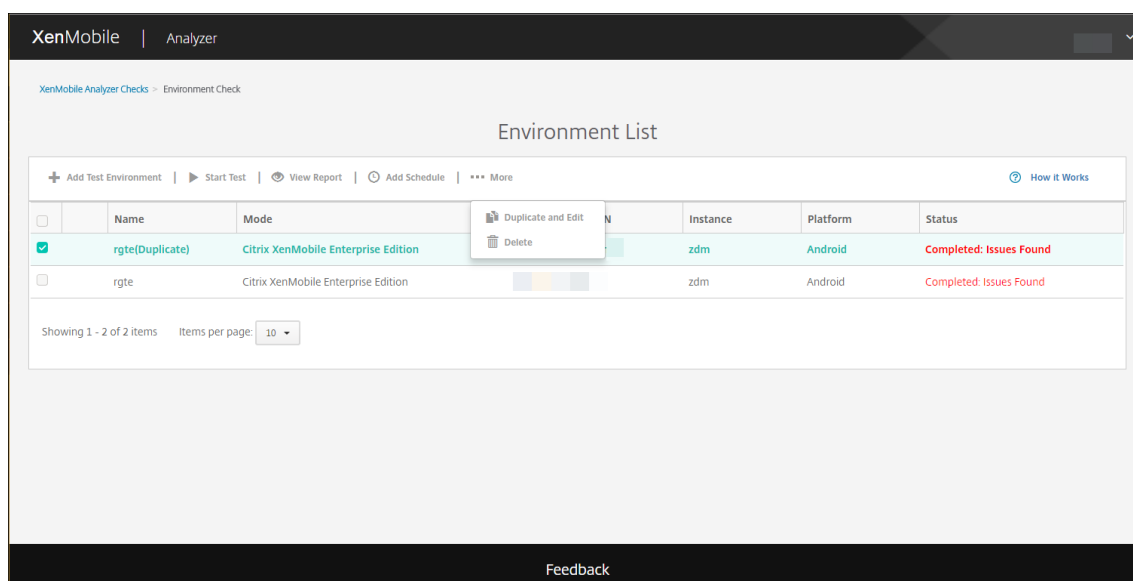 XenMobile | Analyzer
XenMobile Analyzer Checks > Environment Check
Environment List
Add Test Environment | Start Test | View Report | Add Schedule | More
How it Works
Name Mode N Instance Platform Status
Duplicate and Edit
Delete
rgte(Duplicate) Citrix XenMobile Enterprise Edition zdm Android Completed: Issues Found
rgte Citrix XenMobile Enterprise Edition zdm Android Completed: Issues Found
Showing 1 - 2 of 2 items Items per page: 10
Feedback